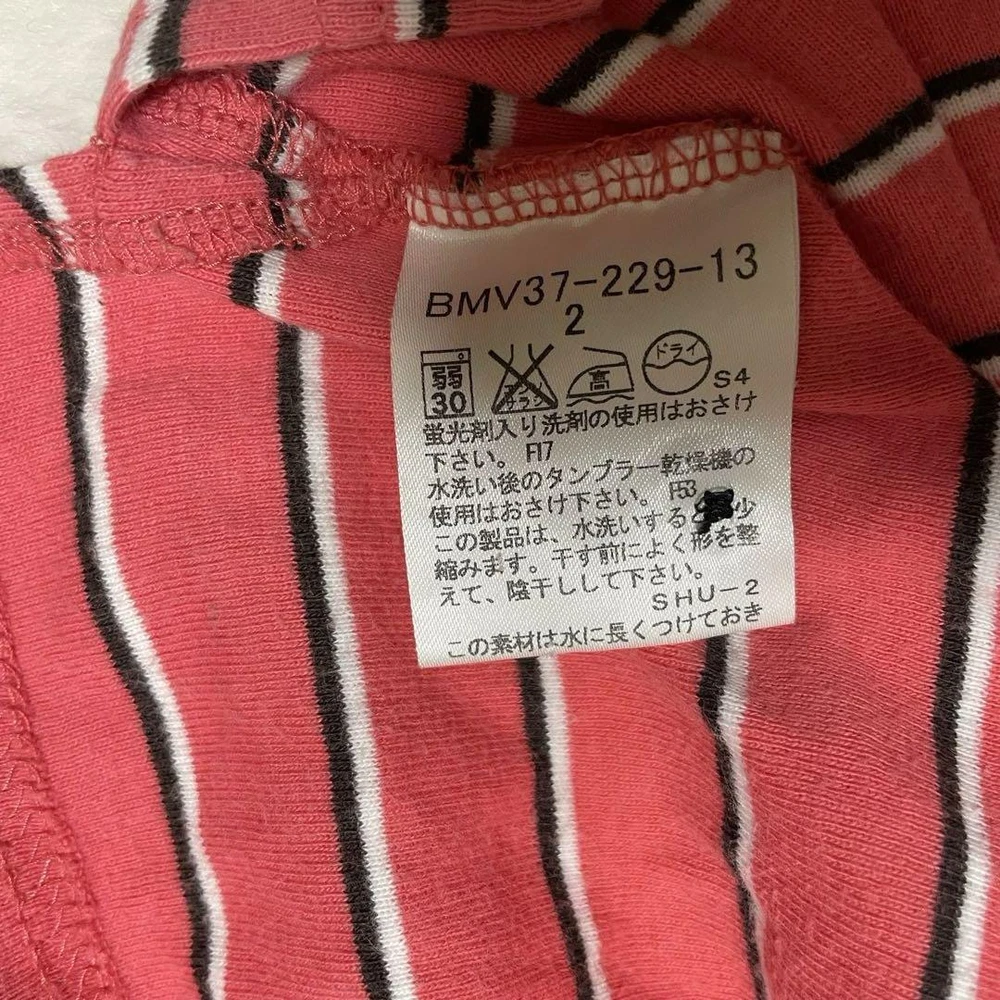 BMV37-229-13
2
弱
30
エンソ
サラシ
高
ドライ
S4
蛍光剤入り洗剤の使用はおさけ
下さい。 F17
水洗い後のタンブラー乾燥機の
使用はおさけ下さい。 F53
この製品は、水洗いする 少
縮みます。干す前によく形を整
えて、陰干しして下さい。
SHU-2
この素材は水に長くつけておき